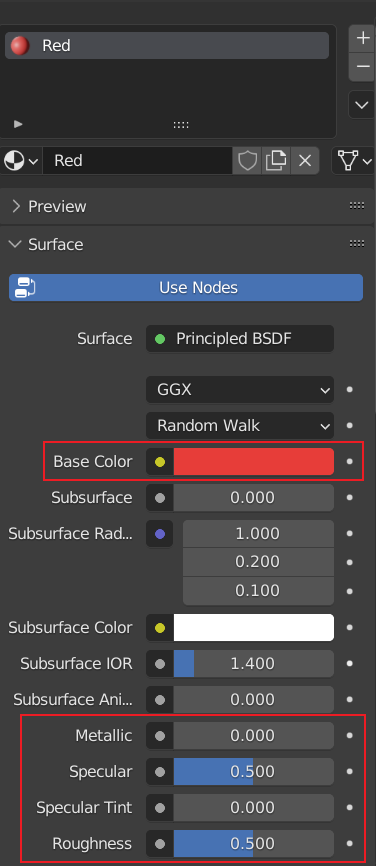 Red
Red
Preview
Surface
Use Nodes
Surface Principled BSDF
GGX
Random Walk
Base Color
Subsurface 0.000
Subsurface Rad... 1.000
0.200
0.100
Subsurface Color
Subsurface IOR 1.400
Subsurface Ani... 0.000
Metallic 0.000
Specular 0.500
Specular Tint 0.000
Roughness 0.500